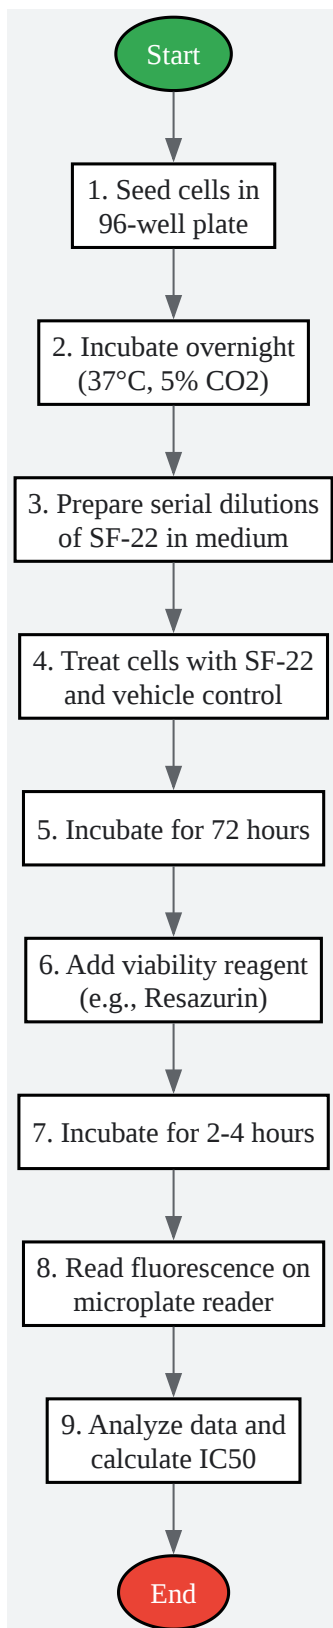 Start
1. Seed cells in
96-well plate
2. Incubate overnight
(37°C, 5% CO2)
3. Prepare serial dilutions
of SF-22 in medium
4. Treat cells with SF-22
and vehicle control
5. Incubate for 72 hours
6. Add viability reagent
(e.g., Resazurin)
7. Incubate for 2-4 hours
8. Read fluorescence on
microplate reader
9. Analyze data and
calculate IC50
End